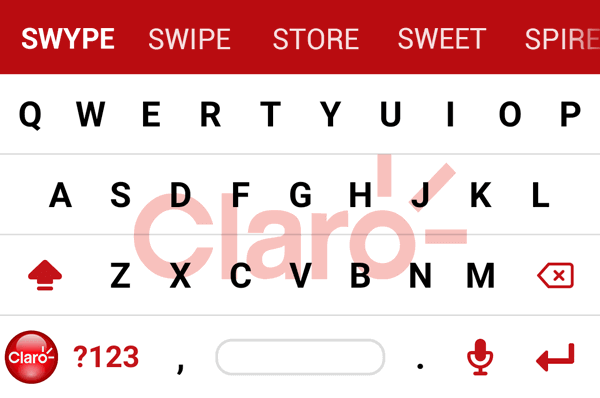 SWYPE SWIPE STORE SWEET SPIRE
Q W E R T Y U I O P
A S D F G H J K L
Claro
Z X C V B N M
Claro ?123 , .